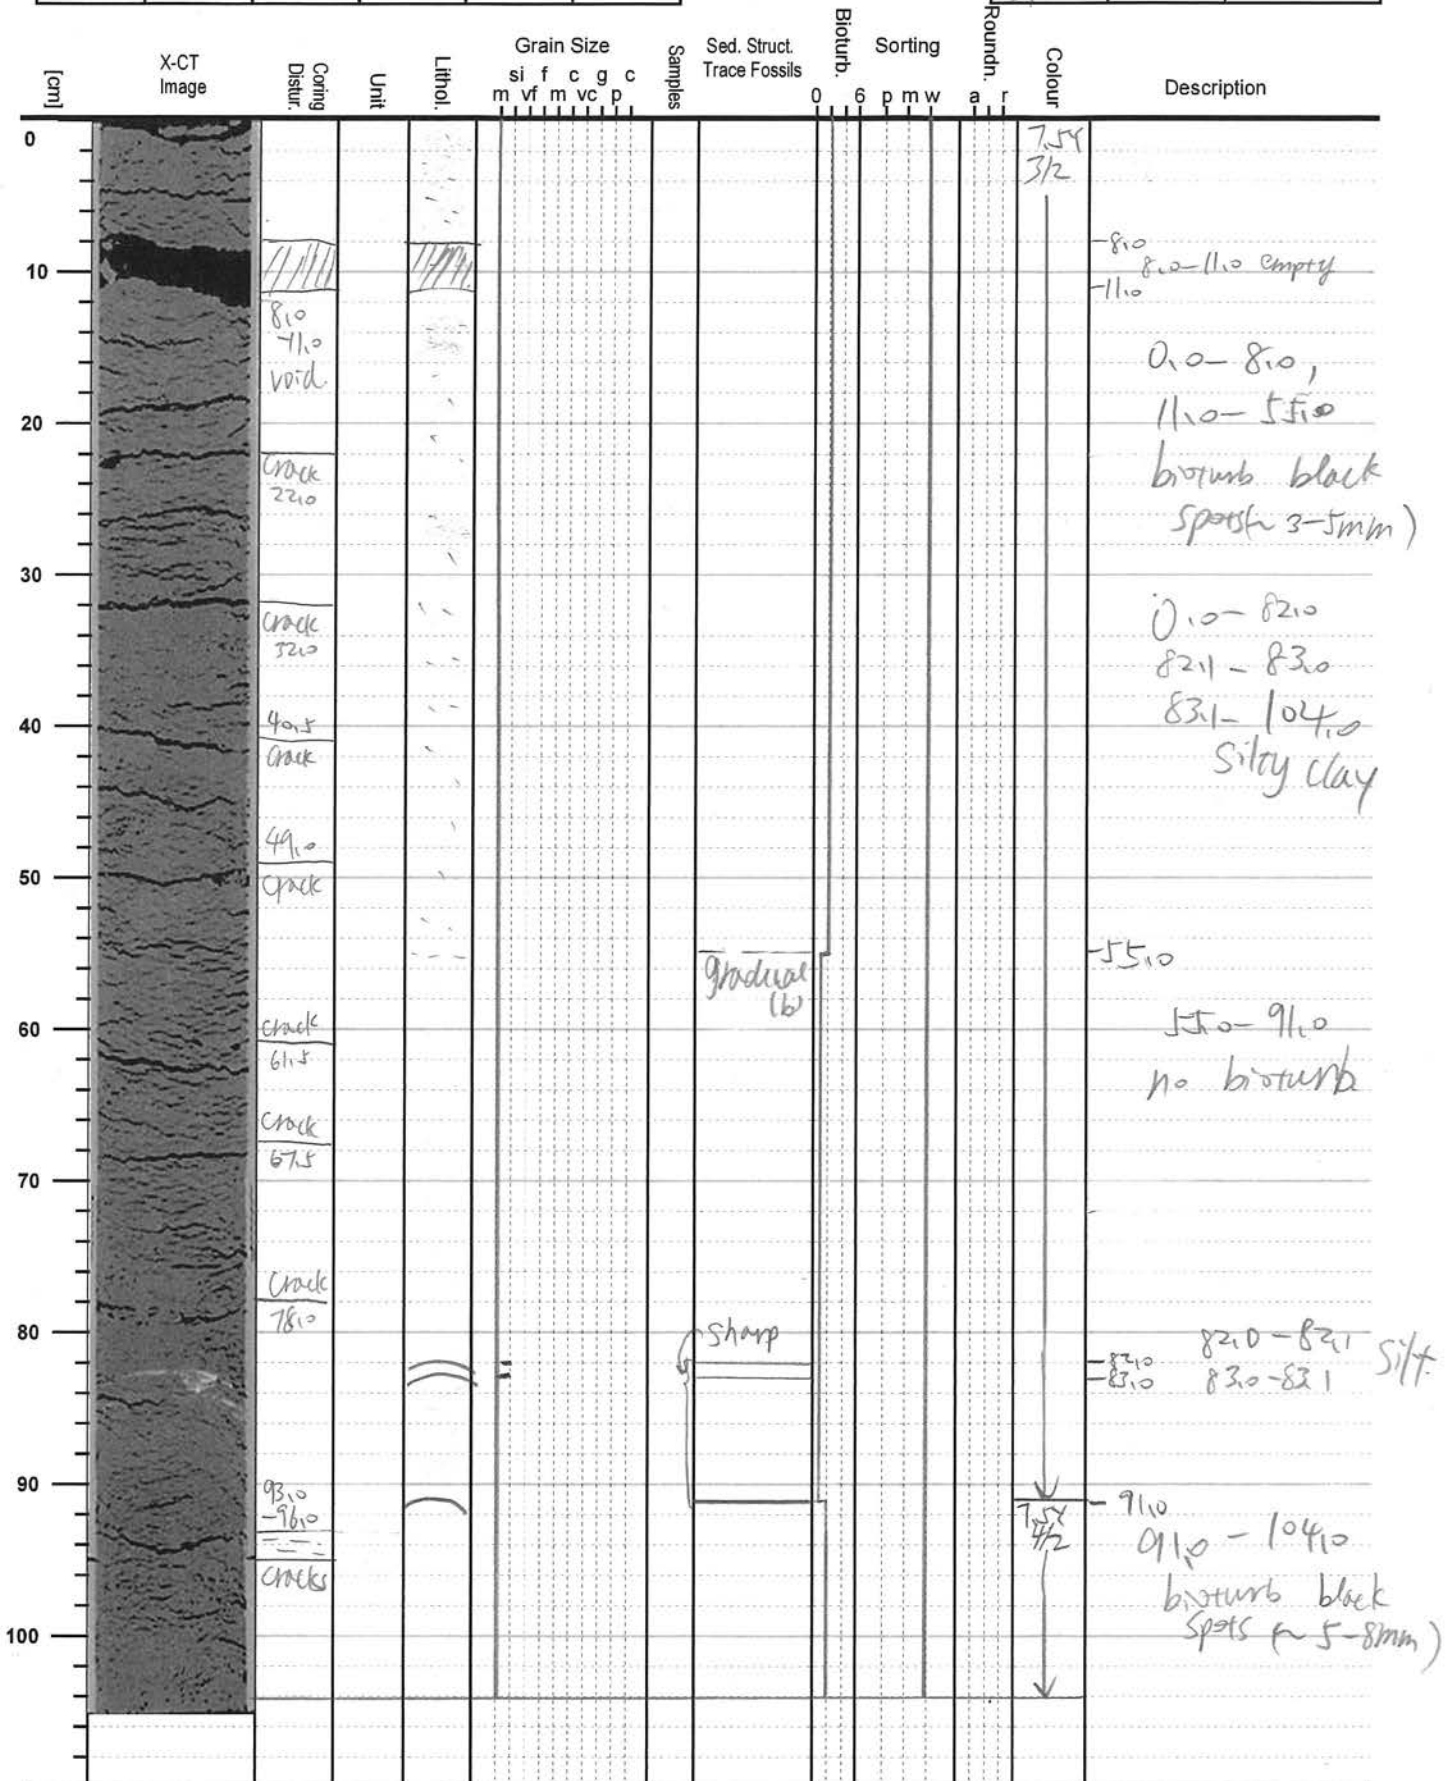 [cm]
X-CT
Image
Coring
Distur.
Unit
Lithol.
Grain Size
si f c g c
m vf m vc p
Samples
Sed. Struct.
Trace Fossils
Bioturb.
0 6
Sorting
p m w
Roundn.
a r
Colour
Description
0
10
20
30
40
50
60
70
80
90
100
8.0
-11.0
void
Crack
22.0
Crack
32.0
40.5
Crack
49.0
Crack
Crack
61.5
Crack
67.5
Crack
78.0
93.0
-96.0
Cracks
gradual
(b)
Sharp
7.5Y
3/2
7.5Y
4/2
-8.0
8.0-11.0 empty
-11.0
0.0-8.0,
11.0-55.0
bioturb black
spots (~ 3-5mm)
0.0-82.0
82.1-83.0
83.1-104.0
Silty clay
-55.0
55.0-91.0
no bioturb
82.0-82.1 Silt.
-82.0
-83.0 83.0-83.1
-91.0
91.0-104.0
bioturb black
spots (~ 5-8mm)